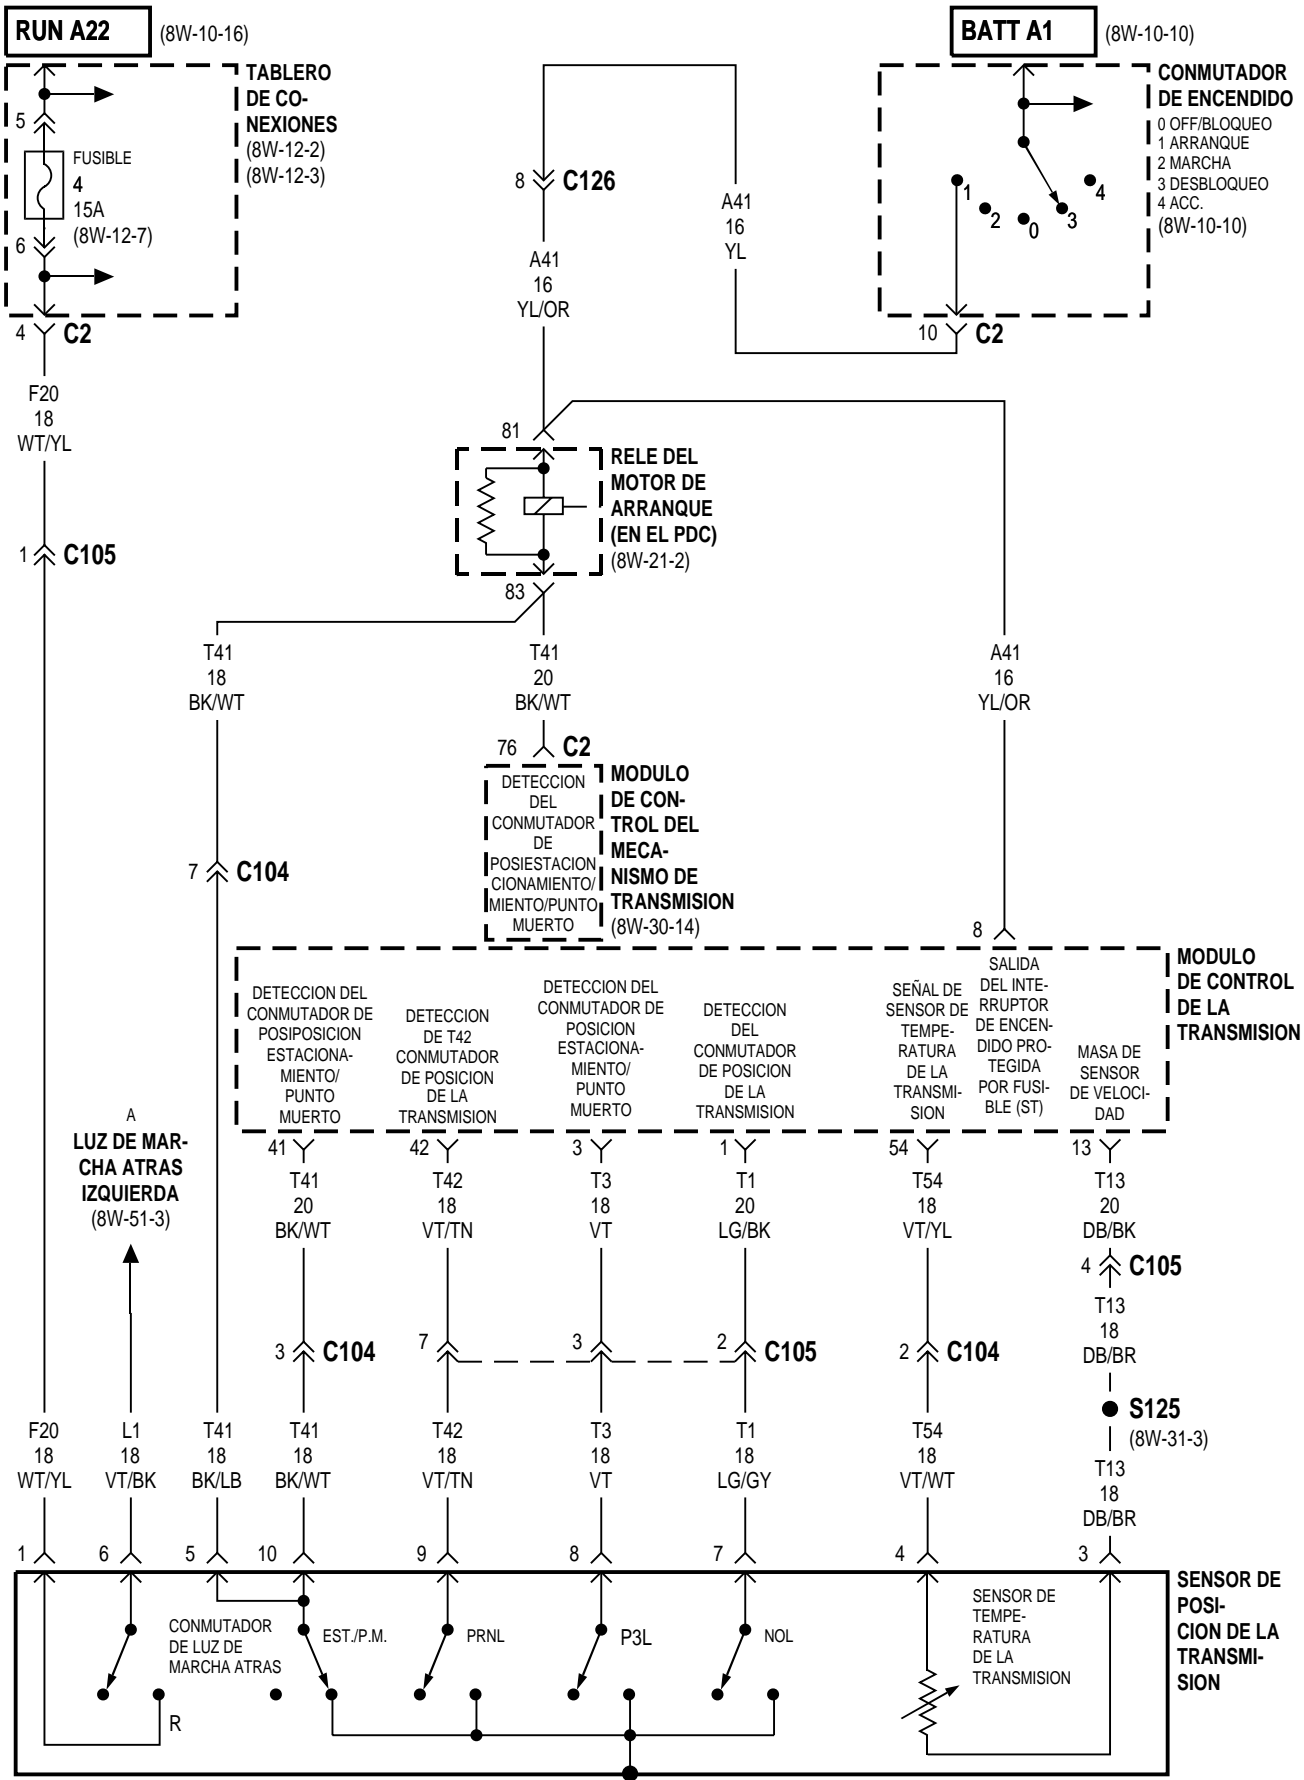 RUN A22
(8W-10-16)
BATT A1
(8W-10-10)
TABLERO
DE CO-
NEXIONES
(8W-12-2)
(8W-12-3)
5
FUSIBLE
4
15A
(8W-12-7)
6
4
C2
CONMUTADOR
DE ENCENDIDO
0 OFF/BLOQUEO
1 ARRANQUE
2 MARCHA
3 DESBLOQUEO
4 ACC.
(8W-10-10)
1
2
0
3
4
10
C2
8
C126
A41
16
YL
A41
16
YL/OR
F20
18
WT/YL
1
C105
81
RELE DEL
MOTOR DE
ARRANQUE
(EN EL PDC)
(8W-21-2)
83
T41
18
BK/WT
T41
20
BK/WT
A41
16
YL/OR
76
C2
DETECCION
DEL
CONMUTADOR
DE
POSIESTACION
CIONAMIENTO/
MIENTO/PUNTO
MUERTO
MODULO
DE CON-
TROL DEL
MECA-
NISMO DE
TRANSMISION
(8W-30-14)
7
C104
8
MODULO
DE CONTROL
DE LA
TRANSMISION
DETECCION DEL
CONMUTADOR DE
POSIPOSICION
ESTACIONA-
MIENTO/
PUNTO
MUERTO
DETECCION
DE T42
CONMUTADOR
DE POSICION
DE LA
TRANSMISION
DETECCION DEL
CONMUTADOR DE
POSICION
ESTACIONA-
MIENTO/
PUNTO
MUERTO
DETECCION
DEL
CONMUTADOR
DE POSICION
DE LA
TRANSMISION
SEÑAL DE
SENSOR DE
TEMPE-
RATURA
DE LA
TRANSMI-
SION
SALIDA
DEL INTE-
RRUPTOR
DE ENCEN-
DIDO PRO-
TEGIDA
POR FUSI-
BLE (ST)
MASA DE
SENSOR
DE VELOCI-
DAD
A
LUZ DE MAR-
CHA ATRAS
IZQUIERDA
(8W-51-3)
41
T41
20
BK/WT
42
T42
18
VT/TN
3
T3
18
VT
1
T1
20
LG/BK
54
T54
18
VT/YL
13
T13
20
DB/BK
4
C105
T13
18
DB/BR
3
C104
7
3
2
C105
2
C104
S125
(8W-31-3)
F20
18
WT/YL
L1
18
VT/BK
T41
18
BK/LB
T41
18
BK/WT
T42
18
VT/TN
T3
18
VT
T1
18
LG/GY
T54
18
VT/WT
T13
18
DB/BR
1
6
5
10
9
8
7
4
3
SENSOR DE
POSI-
CION DE LA
TRANSMI-
SION
CONMUTADOR
DE LUZ DE
MARCHA ATRAS
R
EST./P.M.
PRNL
P3L
NOL
SENSOR DE
TEMPE-
RATURA
DE LA
TRANSMISION